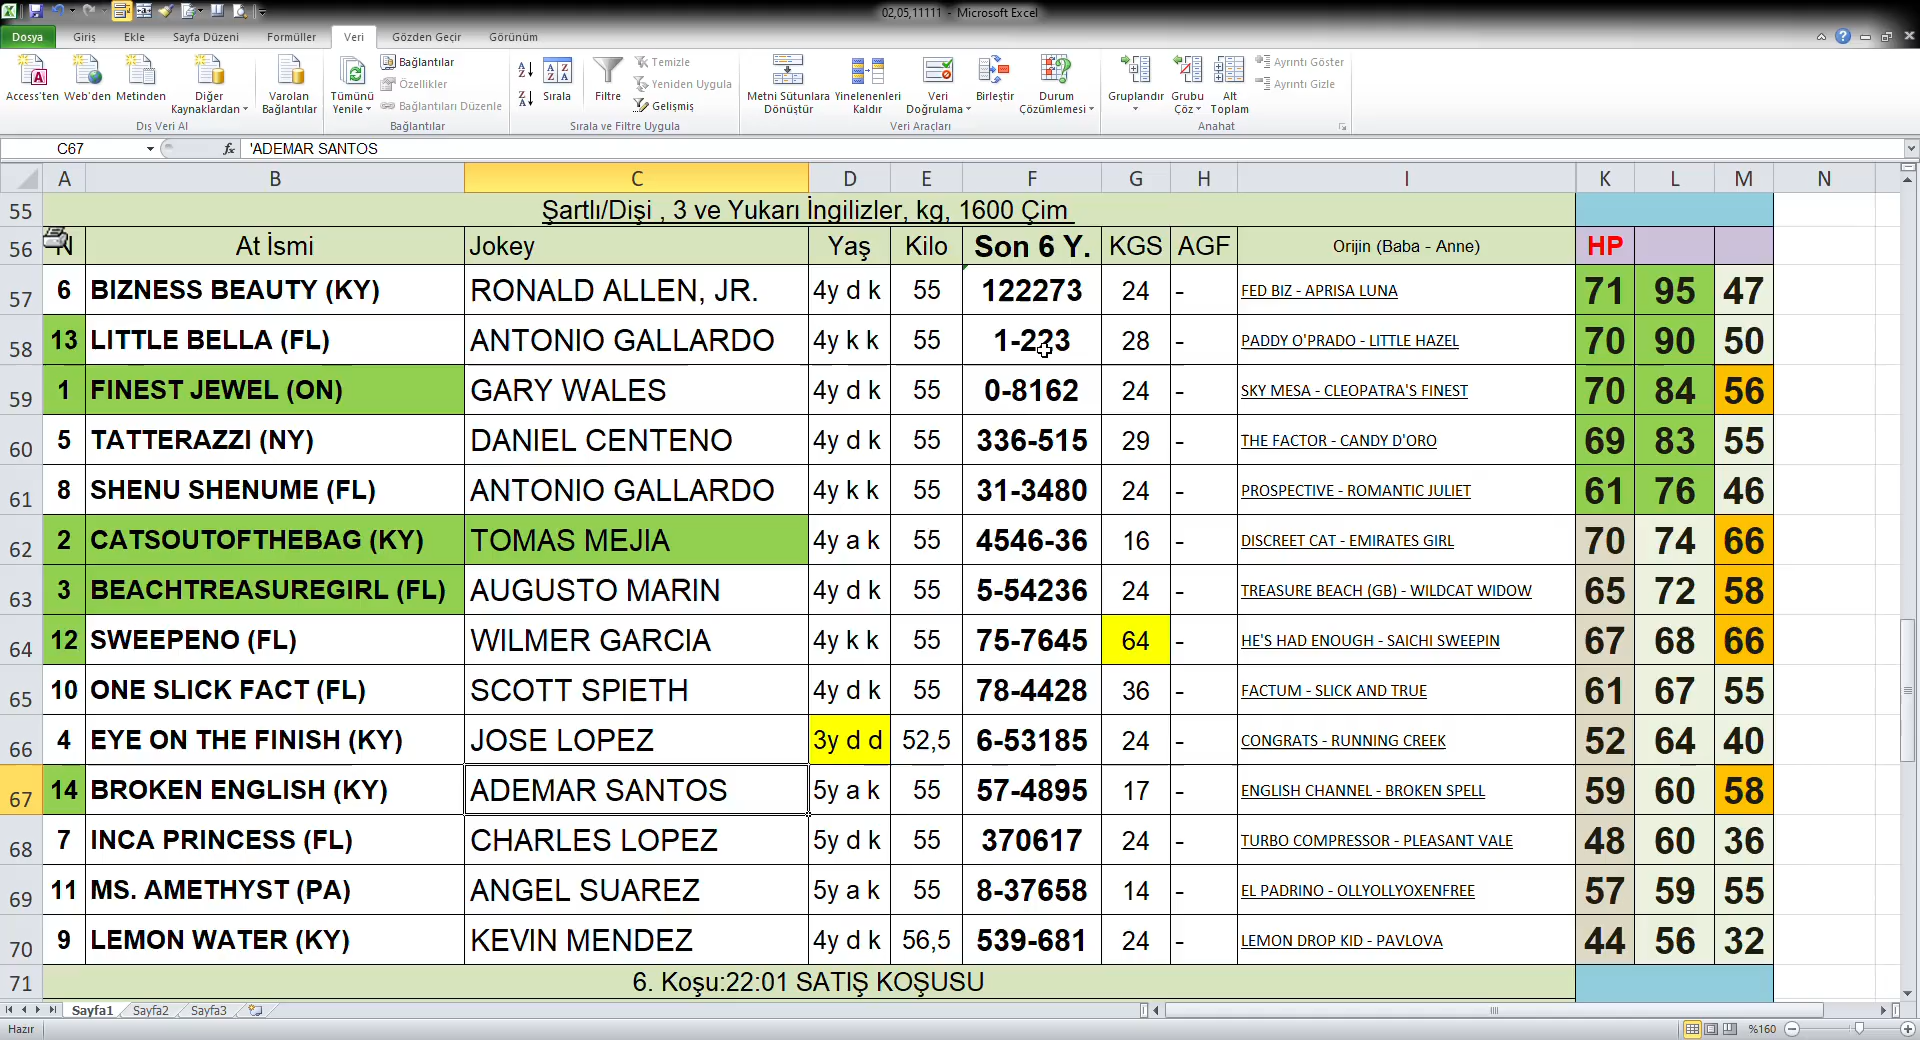 02,05,11111 - Microsoft Excel
Dosya Giriş Ekle Sayfa Düzeni Formüller Veri Gözden Geçir Görünüm
Access'ten Web'den Metinden Diğer Kaynaklardan Varolan Bağlantılar
Dış Veri Al
Tümünü Yenile Bağlantılar Özellikler Bağlantıları Düzenle
Bağlantılar
Sırala Filtre Temizle Yeniden Uygula Gelişmiş
Sırala ve Filtre Uygula
Metni Sütunlara Dönüştür Yinelenenleri Kaldır Veri Doğrulama Birleştir Durum Çözümlemesi
Veri Araçları
Gruplandır Grubu Çöz Alt Toplam Ayrıntı Göster Ayrıntı Gizle
Anahat
C67 fx 'ADEMAR SANTOS
A B C D E F G H I K L M N
55 Şartlı/Dişi , 3 ve Yukarı İngilizler, kg, 1600 Çim
56 N At İsmi Jokey Yaş Kilo Son 6 Y. KGS AGF Orijin (Baba - Anne) HP
57 6 BIZNESS BEAUTY (KY) RONALD ALLEN, JR. 4y d k 55 122273 24 - FED BIZ - APRISA LUNA 71 95 47
58 13 LITTLE BELLA (FL) ANTONIO GALLARDO 4y k k 55 1-223 28 - PADDY O'PRADO - LITTLE HAZEL 70 90 50
59 1 FINEST JEWEL (ON) GARY WALES 4y d k 55 0-8162 24 - SKY MESA - CLEOPATRA'S FINEST 70 84 56
60 5 TATTERAZZI (NY) DANIEL CENTENO 4y d k 55 336-515 29 - THE FACTOR - CANDY D'ORO 69 83 55
61 8 SHENU SHENUME (FL) ANTONIO GALLARDO 4y k k 55 31-3480 24 - PROSPECTIVE - ROMANTIC JULIET 61 76 46
62 2 CATSOUTOFTHEBAG (KY) TOMAS MEJIA 4y a k 55 4546-36 16 - DISCREET CAT - EMIRATES GIRL 70 74 66
63 3 BEACHTREASUREGIRL (FL) AUGUSTO MARIN 4y d k 55 5-54236 24 - TREASURE BEACH (GB) - WILDCAT WIDOW 65 72 58
64 12 SWEEPENO (FL) WILMER GARCIA 4y k k 55 75-7645 64 - HE'S HAD ENOUGH - SAICHI SWEEPIN 67 68 66
65 10 ONE SLICK FACT (FL) SCOTT SPIETH 4y d k 55 78-4428 36 - FACTUM - SLICK AND TRUE 61 67 55
66 4 EYE ON THE FINISH (KY) JOSE LOPEZ 3y d d 52,5 6-53185 24 - CONGRATS - RUNNING CREEK 52 64 40
67 14 BROKEN ENGLISH (KY) ADEMAR SANTOS 5y a k 55 57-4895 17 - ENGLISH CHANNEL - BROKEN SPELL 59 60 58
68 7 INCA PRINCESS (FL) CHARLES LOPEZ 5y d k 55 370617 24 - TURBO COMPRESSOR - PLEASANT VALE 48 60 36
69 11 MS. AMETHYST (PA) ANGEL SUAREZ 5y a k 55 8-37658 14 - EL PADRINO - OLLYOLLYOXENFREE 57 59 55
70 9 LEMON WATER (KY) KEVIN MENDEZ 4y d k 56,5 539-681 24 - LEMON DROP KID - PAVLOVA 44 56 32
71 6. Koşu:22:01 SATIŞ KOŞUSU
Sayfa1 Sayfa2 Sayfa3
Hazır %160